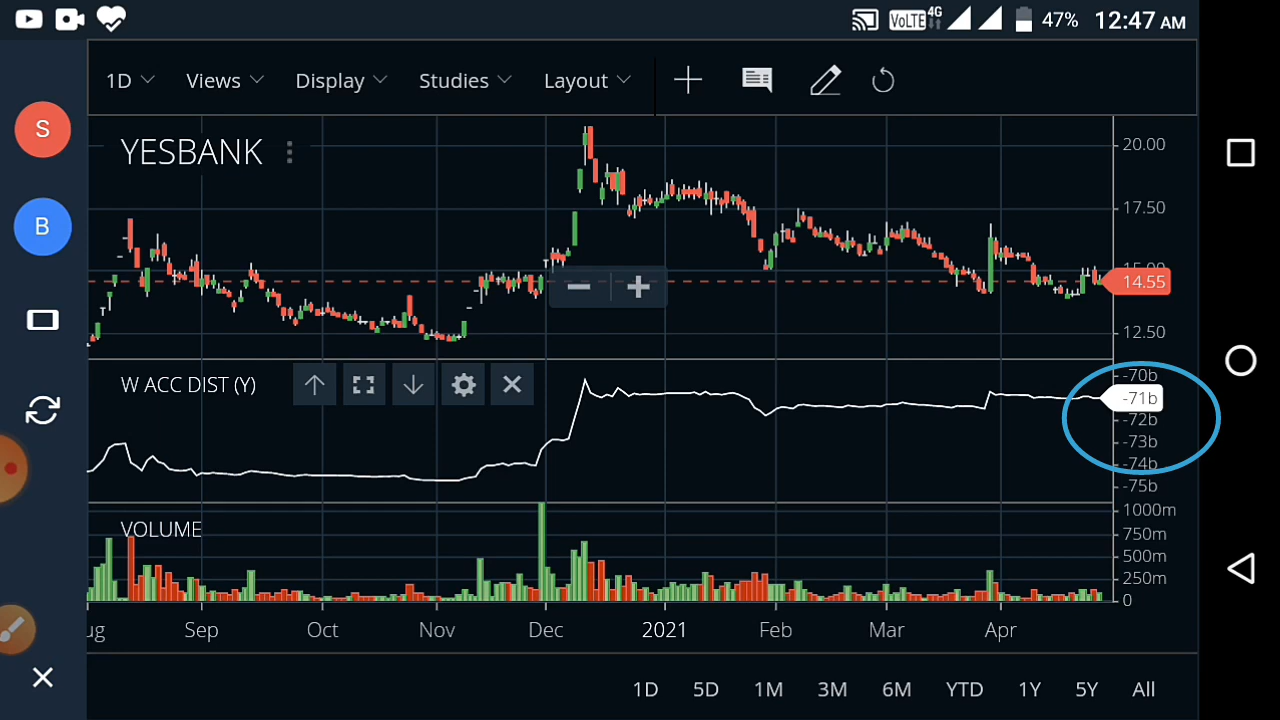 VoLTE 4G 47% 12:47 AM
1D Views Display Studies Layout
S
B
YESBANK
20.00
17.50
15.00
14.55
12.50
W ACC DIST (Y)
-70b
-71b
-72b
-73b
-74b
-75b
VOLUME
1000m
750m
500m
250m
0
ug Sep Oct Nov Dec 2021 Feb Mar Apr
1D 5D 1M 3M 6M YTD 1Y 5Y All